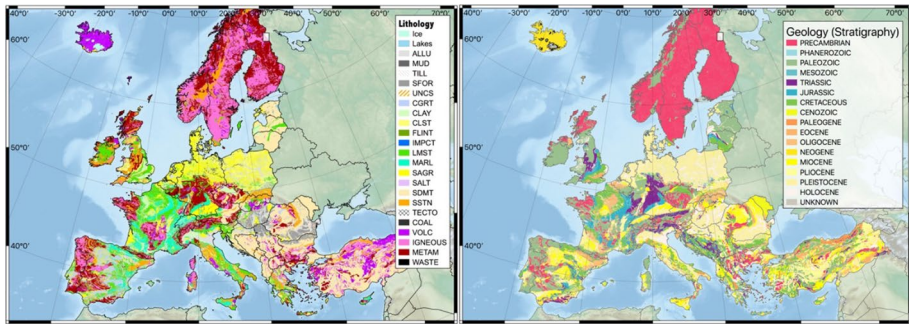 -30°0' -20°0' -10°0' 0°0' 10°0' 20°0' 30°0' 40°0' 50°0' 60°0' 70°0'
60°0'
50°0'
40°0'
Lithology
Ice
Lakes
ALLU
MUD
TILL
SFOR
UNCS
CGRT
CLAY
CLST
FLINT
IMPCT
LMST
MARL
SAGR
SALT
SDMT
SSTN
TECTO
COAL
VOLC
IGNEOUS
METAM
WASTE
-30°0' -20°0' -10°0' 0°0' 10°0' 20°0' 30°0' 40°0' 50°0' 60°0' 70°0'
60°0'
50°0'
40°0'
Geology (Stratigraphy)
PRECAMBRIAN
PHANEROZOIC
PALEOZOIC
MESOZOIC
TRIASSIC
JURASSIC
CRETACEOUS
CENOZOIC
PALEOGENE
EOCENE
OLIGOCENE
NEOGENE
MIOCENE
PLIOCENE
PLEISTOCENE
HOLOCENE
UNKNOWN